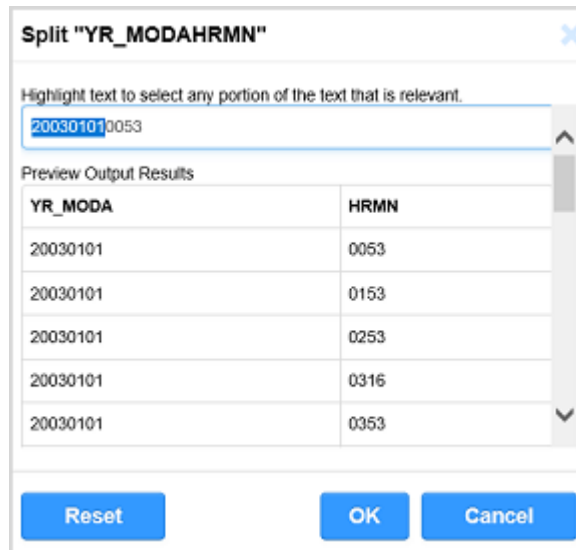 Split "YR_MODAHRMN"
Highlight text to select any portion of the text that is relevant.
200301010053
Preview Output Results
YR_MODA HRMN
20030101 0053
20030101 0153
20030101 0253
20030101 0316
20030101 0353
Reset OK Cancel